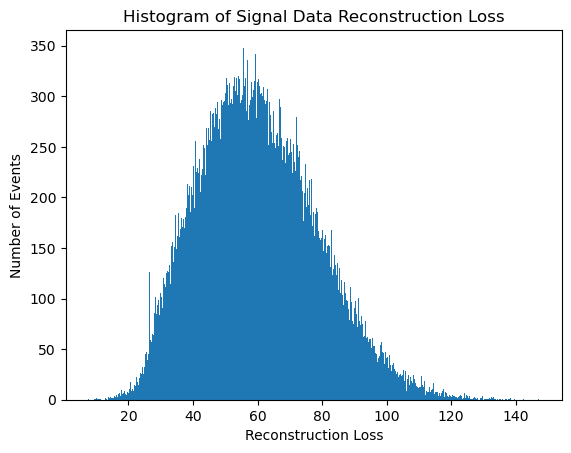 Histogram of Signal Data Reconstruction Loss
350
300
250
200
150
100
50
0
Number of Events
20 40 60 80 100 120 140
Reconstruction Loss